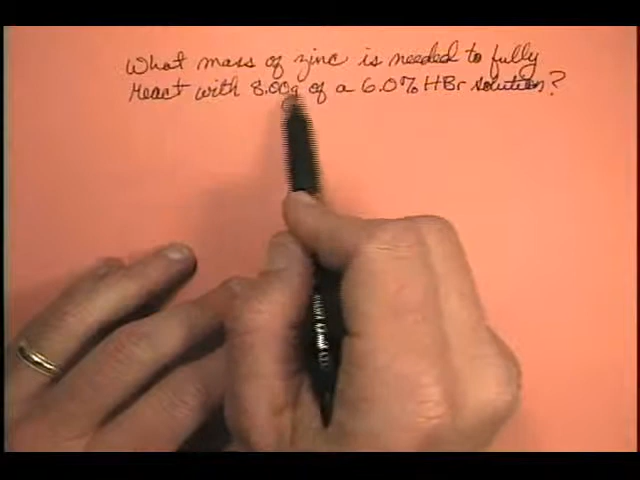 What mass of zinc is needed to fully
react with 8.00g of a 6.0% HBr solution?